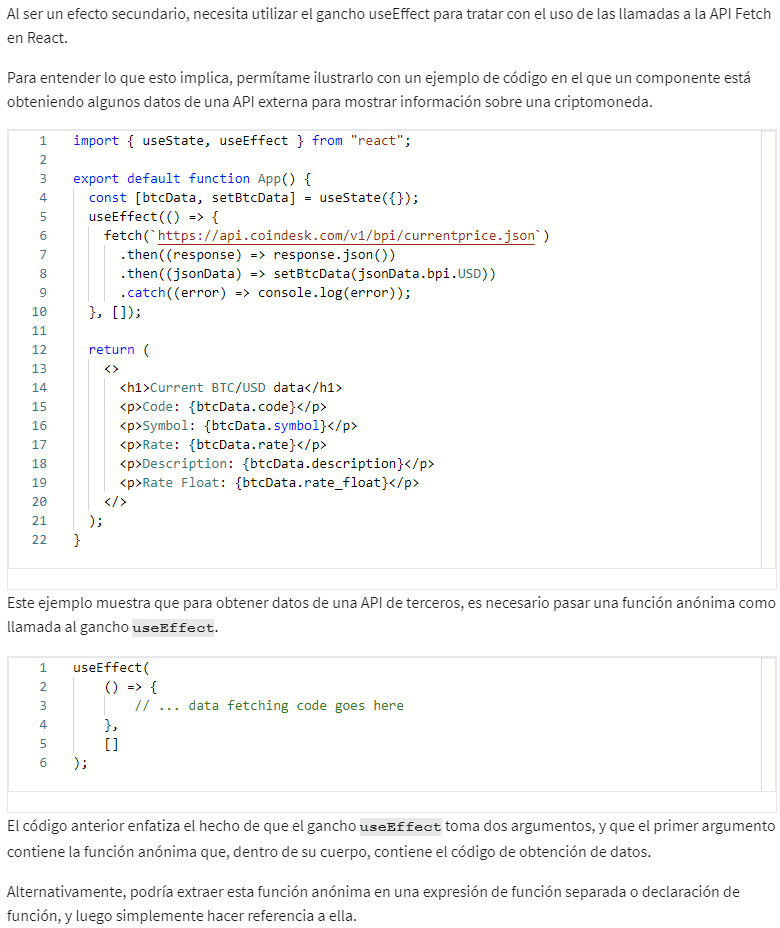 Al ser un efecto secundario, necesita utilizar el gancho useEffect para tratar con el uso de las llamadas a la API Fetch
en React.
Para entender lo que esto implica, permítame ilustrarlo con un ejemplo de código en el que un componente está
obteniendo algunos datos de una API externa para mostrar información sobre una criptomoneda.
1 import { useState, useEffect } from "react";
2
3 export default function App() {
4   const [btcData, setBtcData] = useState({});
5   useEffect(() => {
6     fetch(`https://api.coindesk.com/v1/bpi/currentprice.json`)
7       .then((response) => response.json())
8       .then((jsonData) => setBtcData(jsonData.bpi.USD))
9       .catch((error) => console.log(error));
10   }, []);
11
12   return (
13     <>
14       <h1>Current BTC/USD data</h1>
15       <p>Code: {btcData.code}</p>
16       <p>Symbol: {btcData.symbol}</p>
17       <p>Rate: {btcData.rate}</p>
18       <p>Description: {btcData.description}</p>
19       <p>Rate Float: {btcData.rate_float}</p>
20     </>
21   );
22 }
Este ejemplo muestra que para obtener datos de una API de terceros, es necesario pasar una función anónima como
llamada al gancho useEffect.
1 useEffect(
2     () => {
3         // ... data fetching code goes here
4     },
5     []
6 );
El código anterior enfatiza el hecho de que el gancho useEffect toma dos argumentos, y que el primer argumento
contiene la función anónima que, dentro de su cuerpo, contiene el código de obtención de datos.
Alternativamente, podría extraer esta función anónima en una expresión de función separada o declaración de
función, y luego simplemente hacer referencia a ella.